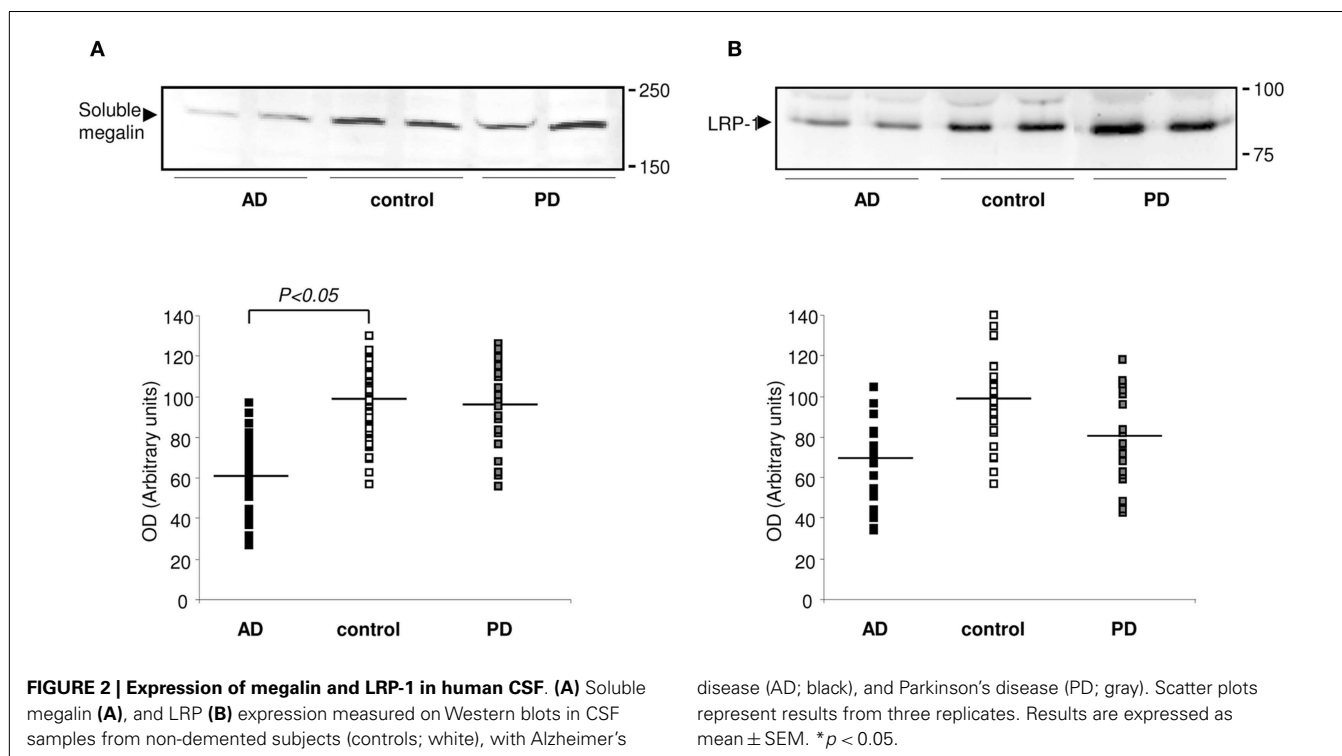 A
Soluble
megalin
250
150
AD control PD
P<0.05
OD (Arbitrary units)
140
120
100
80
60
40
20
0
AD control PD
B
LRP-1
100
75
AD control PD
OD (Arbitrary units)
140
120
100
80
60
40
20
0
AD control PD
FIGURE 2 | Expression of megalin and LRP-1 in human CSF. (A) Soluble
megalin (A), and LRP (B) expression measured on Western blots in CSF
samples from non-demented subjects (controls; white), with Alzheimer's
disease (AD; black), and Parkinson's disease (PD; gray). Scatter plots
represent results from three replicates. Results are expressed as
mean ± SEM. *p < 0.05.